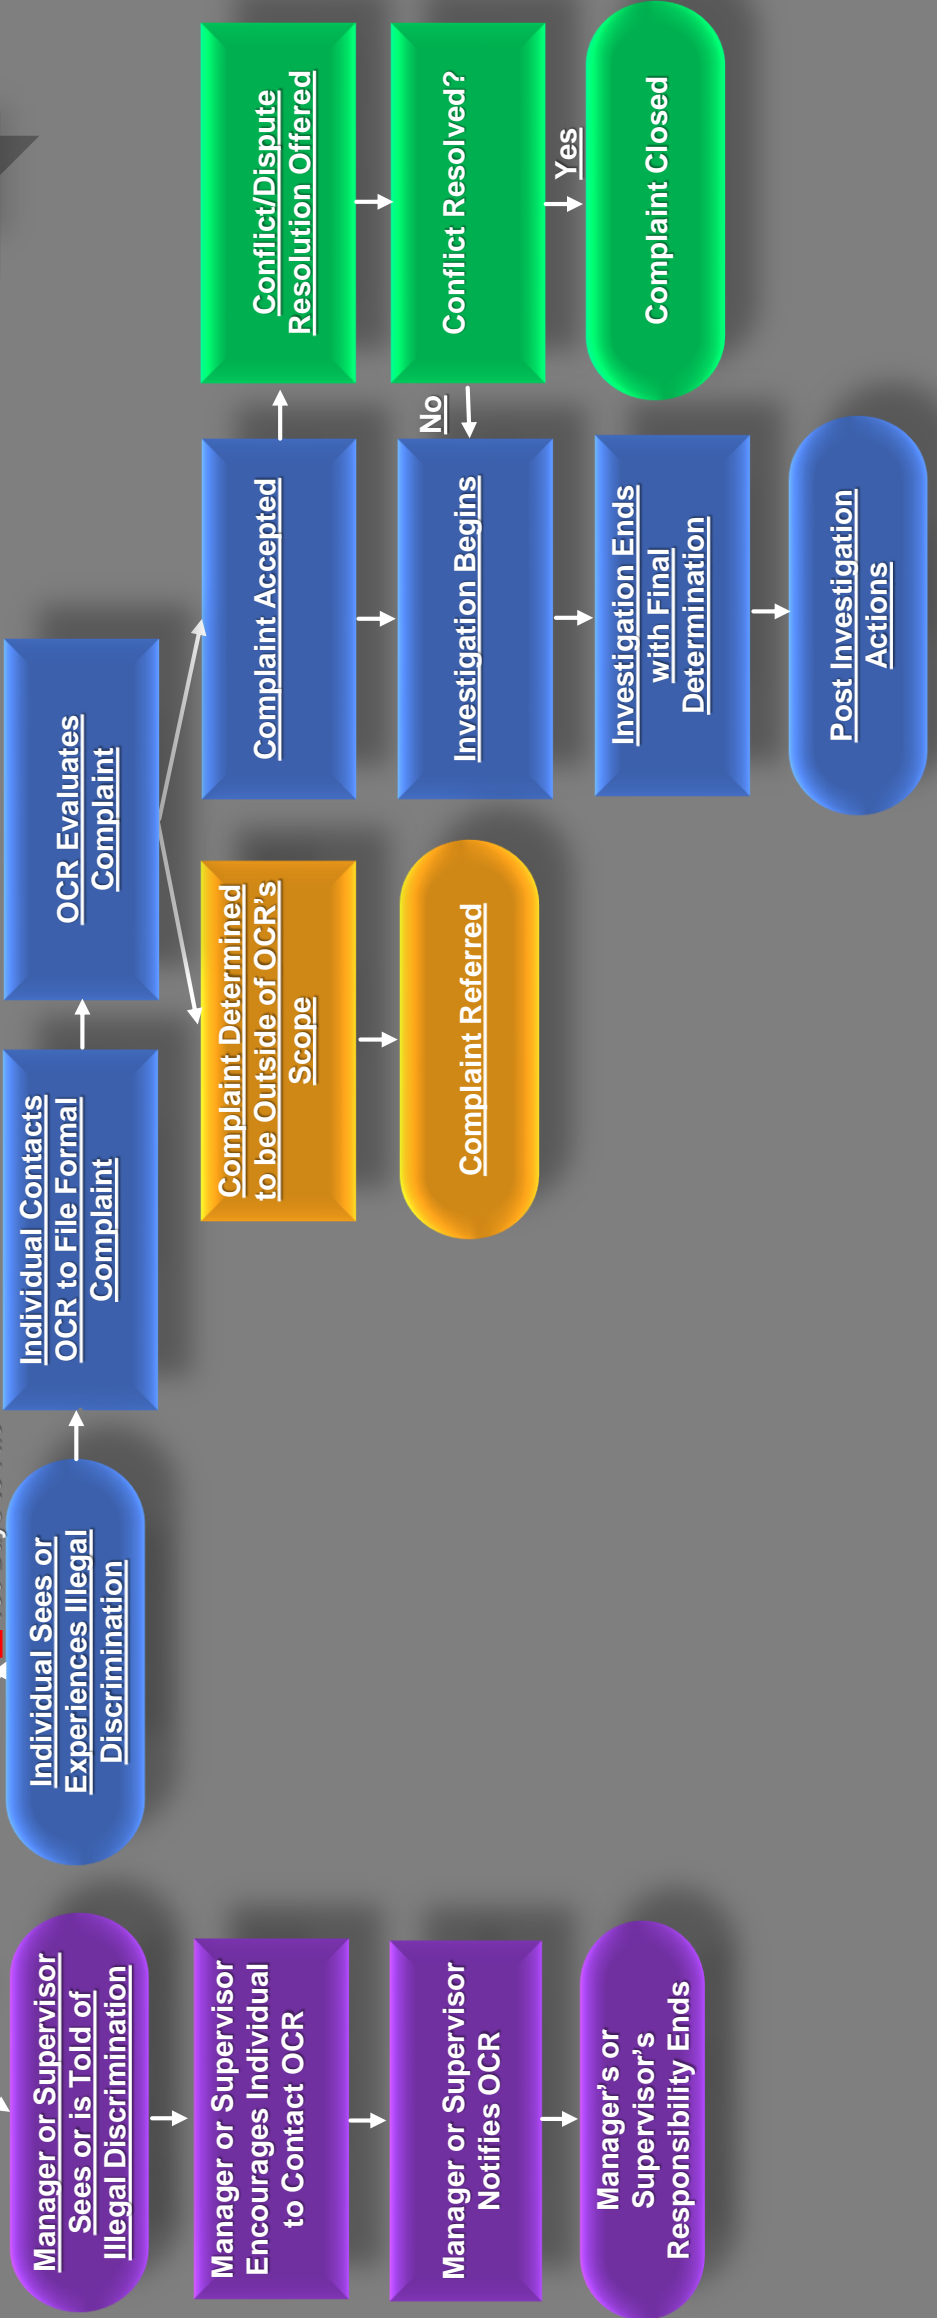 Manager or Supervisor
Sees or is Told of
Illegal Discrimination
Manager or Supervisor
Encourages Individual
to Contact OCR
Manager or Supervisor
Notifies OCR
Manager's or
Supervisor's
Responsibility Ends
Individual Sees or
Experiences Illegal
Discrimination
Individual Contacts
OCR to File Formal
Complaint
OCR Evaluates
Complaint
Complaint Determined
to be Outside of OCR's
Scope
Complaint Referred
Complaint Accepted
Investigation Begins
Investigation Ends
with Final
Determination
Post Investigation
Actions
Conflict/Dispute
Resolution Offered
Conflict Resolved?
No
Yes
Complaint Closed